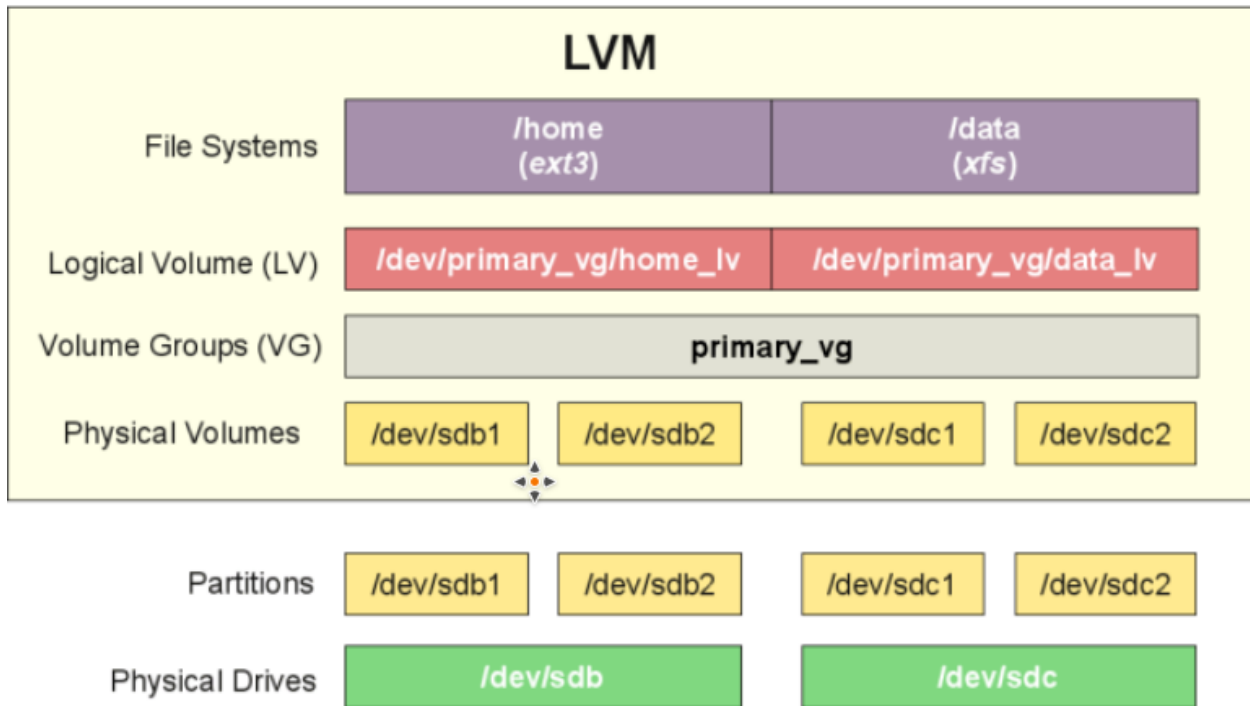 LVM
File Systems
/home
(ext3)
/data
(xfs)
Logical Volume (LV)
/dev/primary_vg/home_lv
/dev/primary_vg/data_lv
Volume Groups (VG)
primary_vg
Physical Volumes
/dev/sdb1
/dev/sdb2
/dev/sdc1
/dev/sdc2
Partitions
/dev/sdb1
/dev/sdb2
/dev/sdc1
/dev/sdc2
Physical Drives
/dev/sdb
/dev/sdc